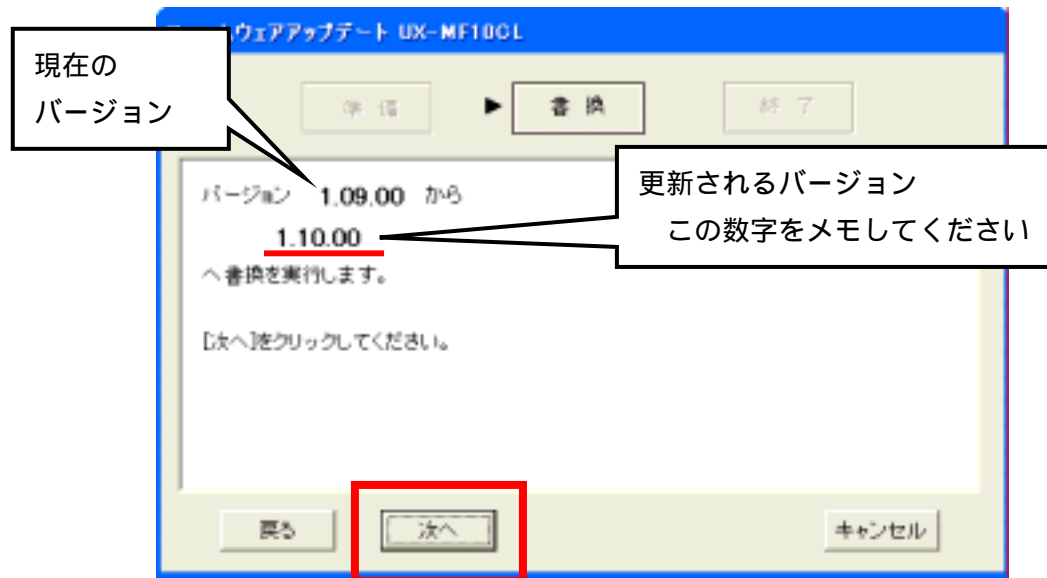 ウェアアップデート UX-MF10CL
現在の
バージョン
準 備
▶ 書 換
終 了
バージョン 1.09.00 から
1.10.00
へ書換を実行します。
更新されるバージョン
この数字をメモしてください
[次へ]をクリックしてください。
戻る
次へ
キャンセル